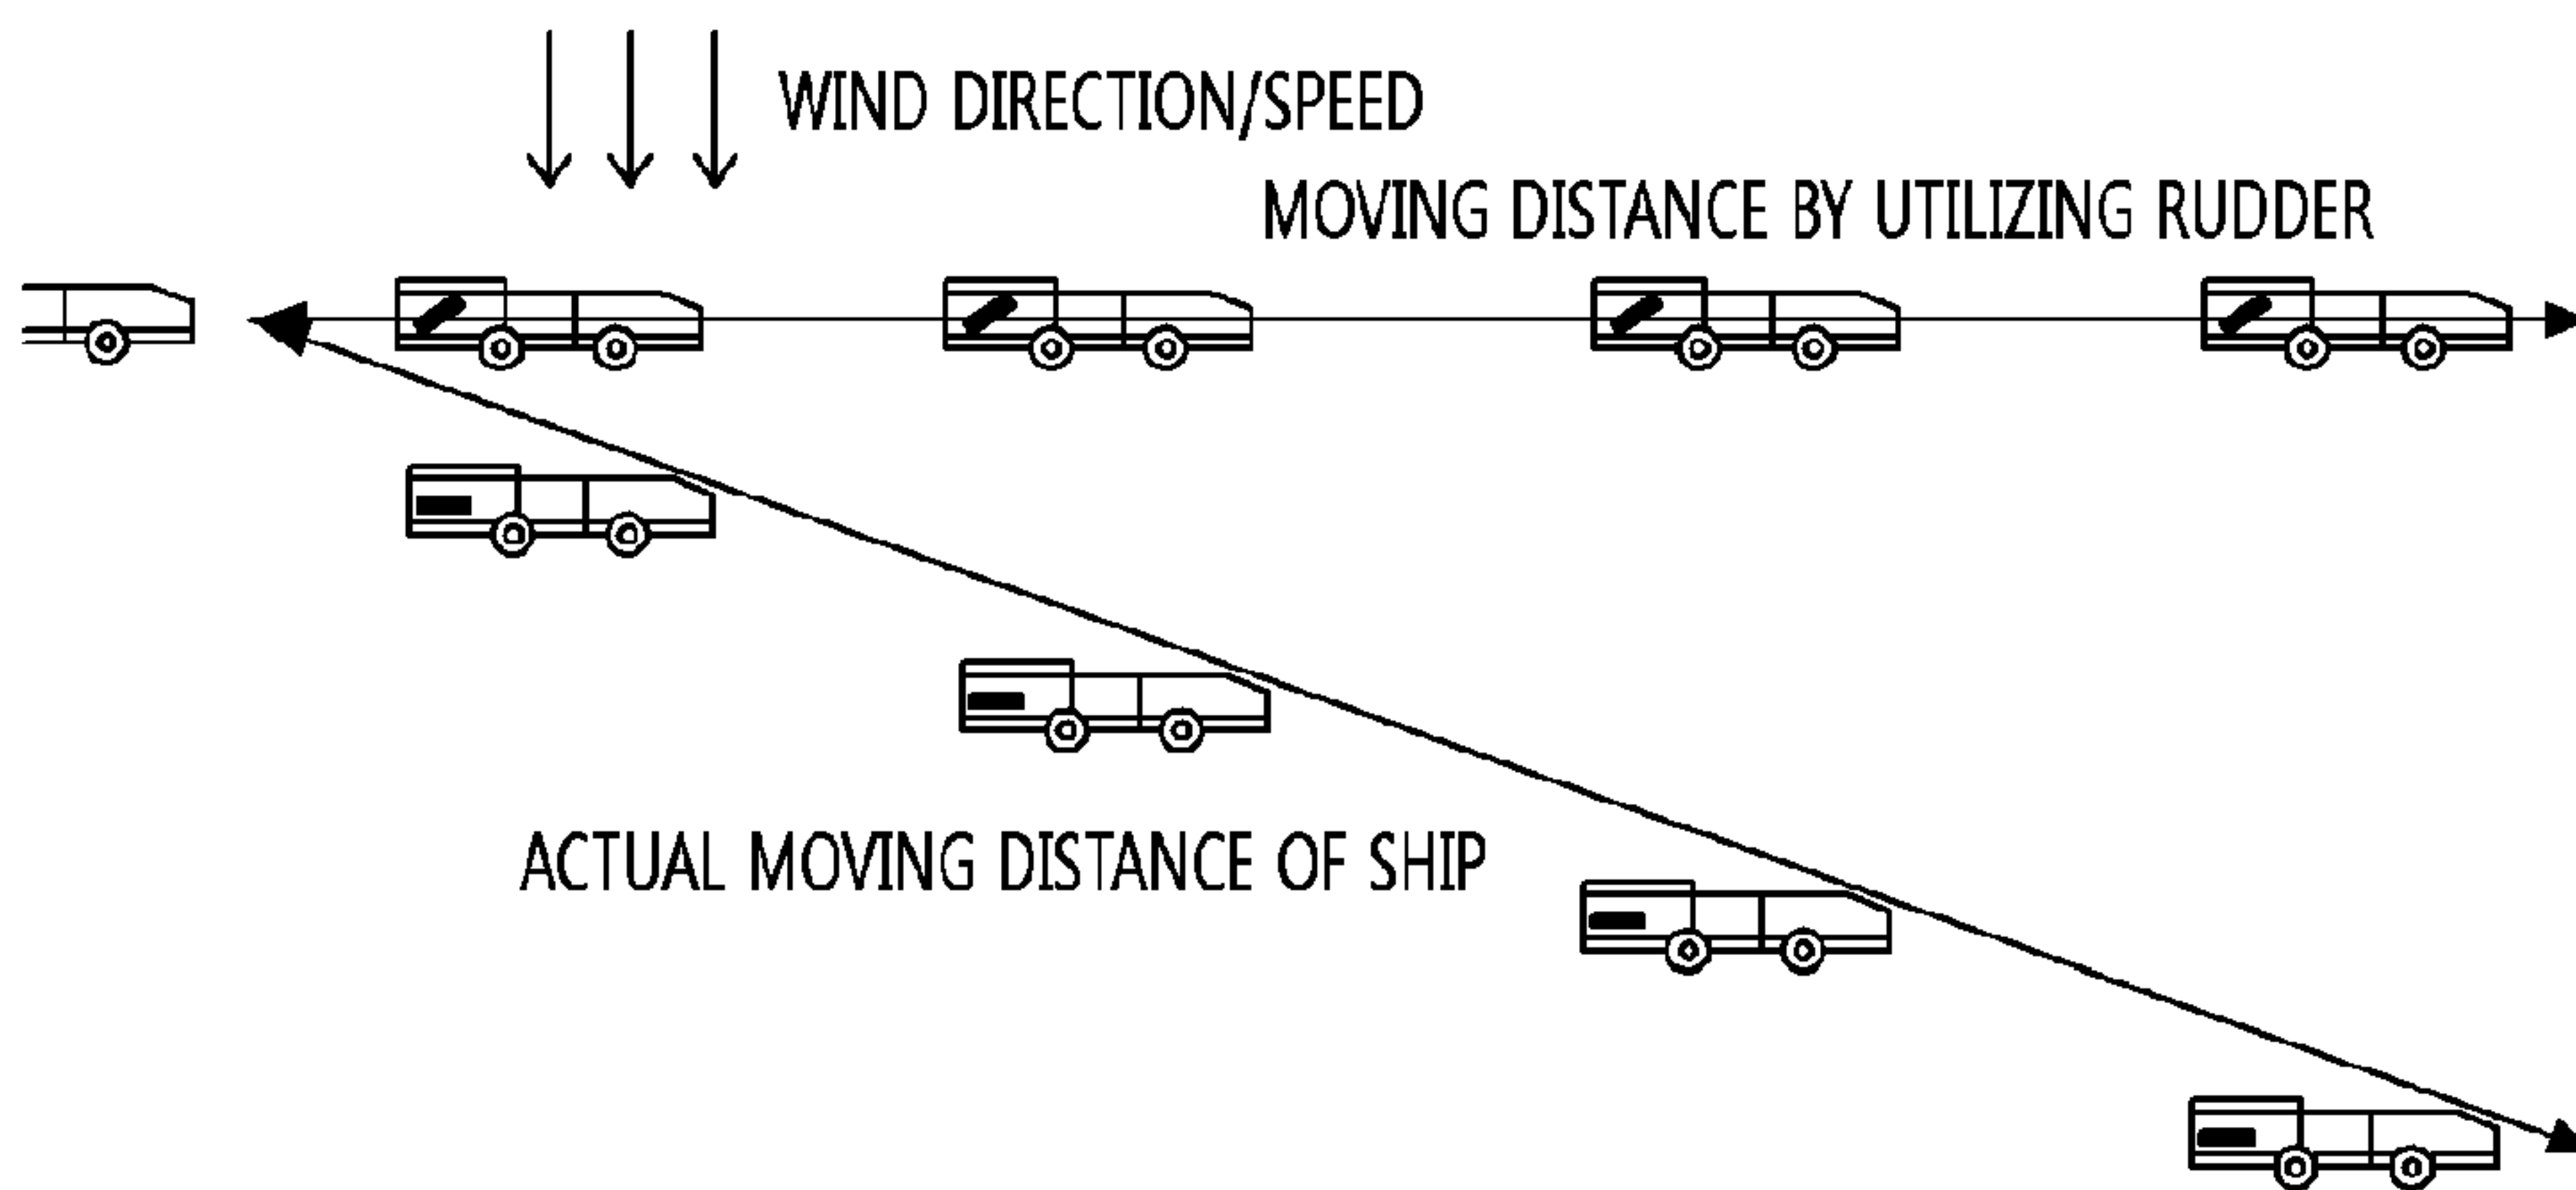 WIND DIRECTION/SPEED
MOVING DISTANCE BY UTILIZING RUDDER
ACTUAL MOVING DISTANCE OF SHIP